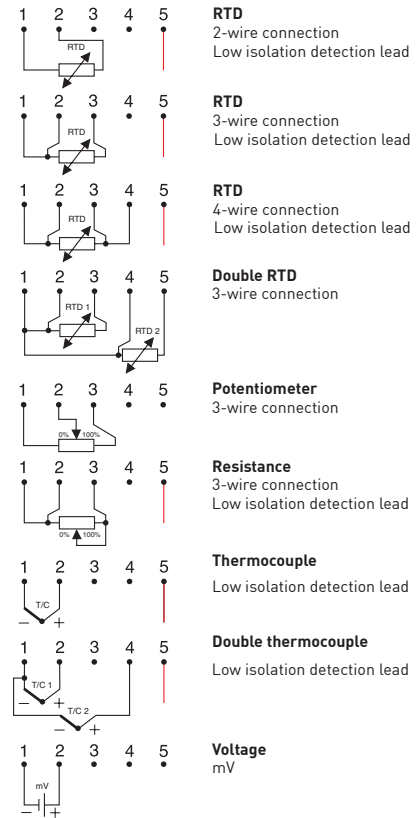 1 2 3 4 5
RTD
RTD
2-wire connection
Low isolation detection lead
1 2 3 4 5
RTD
RTD
3-wire connection
Low isolation detection lead
1 2 3 4 5
RTD
RTD
4-wire connection
Low isolation detection lead
1 2 3 4 5
RTD 1
RTD 2
Double RTD
3-wire connection
1 2 3 4 5
0% 100%
Potentiometer
3-wire connection
1 2 3 4 5
0% 100%
Resistance
3-wire connection
Low isolation detection lead
1 2 3 4 5
T/C
– +
Thermocouple
Low isolation detection lead
1 2 3 4 5
T/C 1
– +
T/C 2
– +
Double thermocouple
Low isolation detection lead
1 2 3 4 5
mV
– +
Voltage
mV